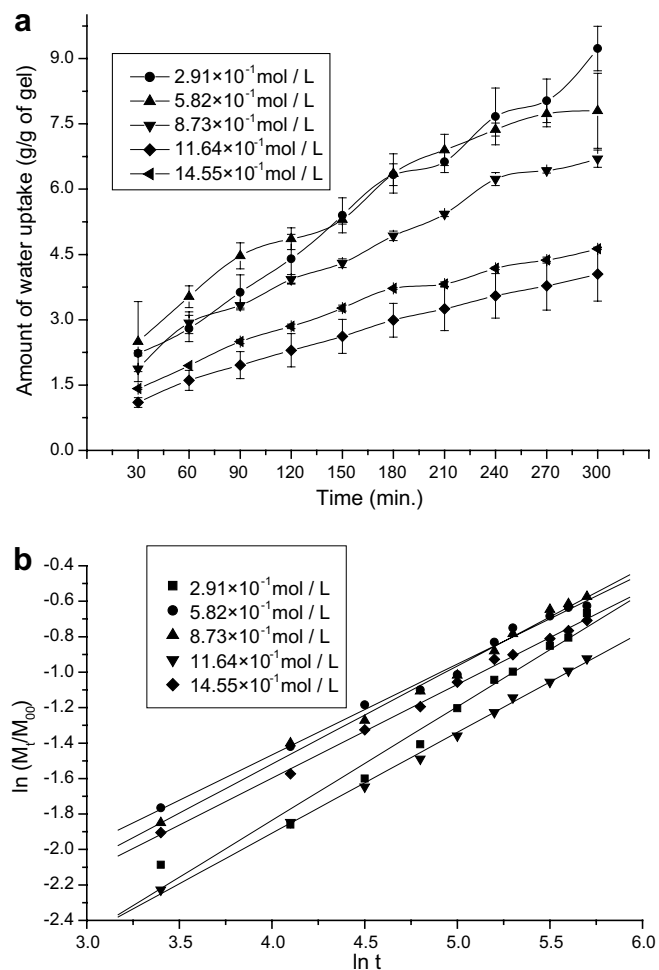 a
Amount of water uptake (g/g of gel)
9.0
7.5
6.0
4.5
3.0
1.5
0.0
2.91×10⁻¹mol / L
5.82×10⁻¹mol / L
8.73×10⁻¹mol / L
11.64×10⁻¹mol / L
14.55×10⁻¹mol / L
30 60 90 120 150 180 210 240 270 300
Time (min.)
b
ln (Mt/M00)
-0.4
-0.6
-0.8
-1.0
-1.2
-1.4
-1.6
-1.8
-2.0
-2.2
-2.4
2.91×10⁻¹mol / L
5.82×10⁻¹mol / L
8.73×10⁻¹mol / L
11.64×10⁻¹mol / L
14.55×10⁻¹mol / L
3.0 3.5 4.0 4.5 5.0 5.5 6.0
ln t